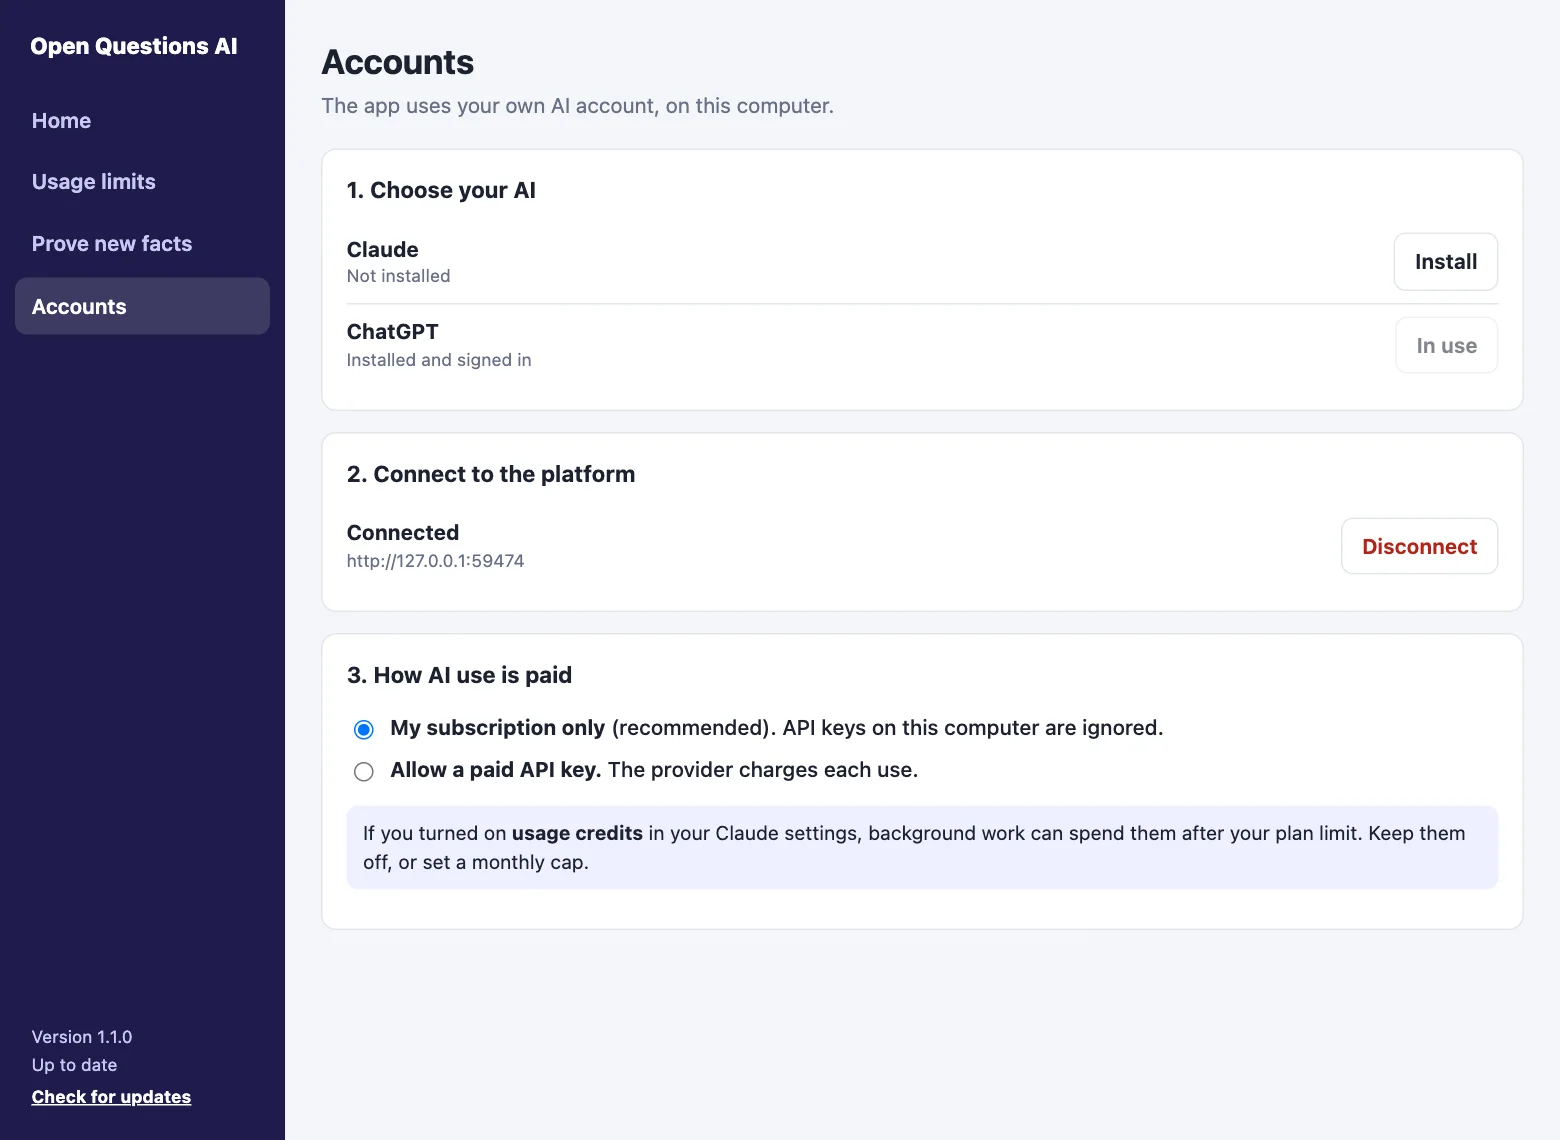 Open Questions AI
Home
Usage limits
Prove new facts
Accounts
Version 1.1.0
Up to date
Check for updates
Accounts
The app uses your own AI account, on this computer.
1. Choose your AI
Claude
Not installed
Install
ChatGPT
Installed and signed in
In use
2. Connect to the platform
Connected
http://127.0.0.1:59474
Disconnect
3. How AI use is paid
My subscription only (recommended). API keys on this computer are ignored.
Allow a paid API key. The provider charges each use.
If you turned on usage credits in your Claude settings, background work can spend them after your plan limit. Keep them
off, or set a monthly cap.